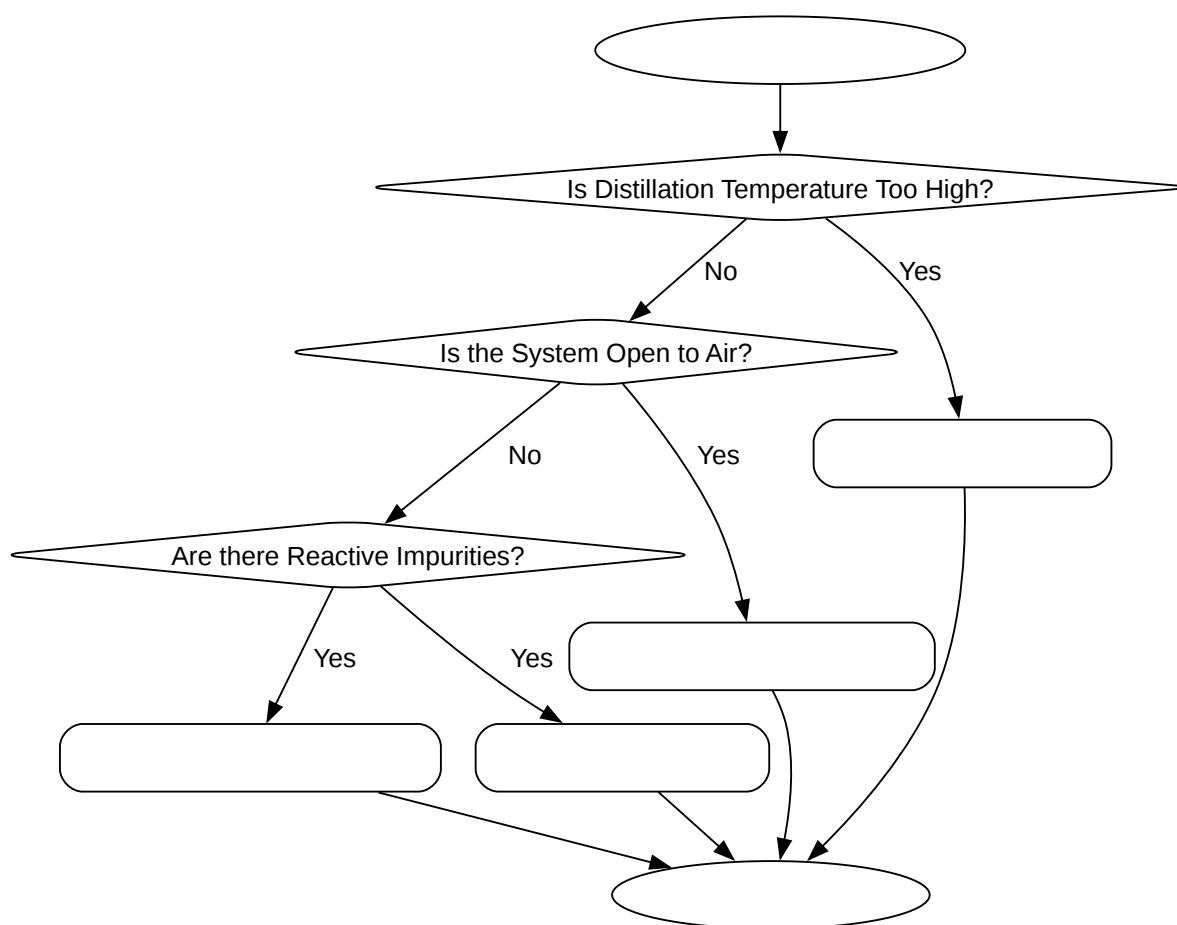 Is Distillation Temperature Too High?
No
Yes
Is the System Open to Air?
No
Yes
Are there Reactive Impurities?
Yes
Yes